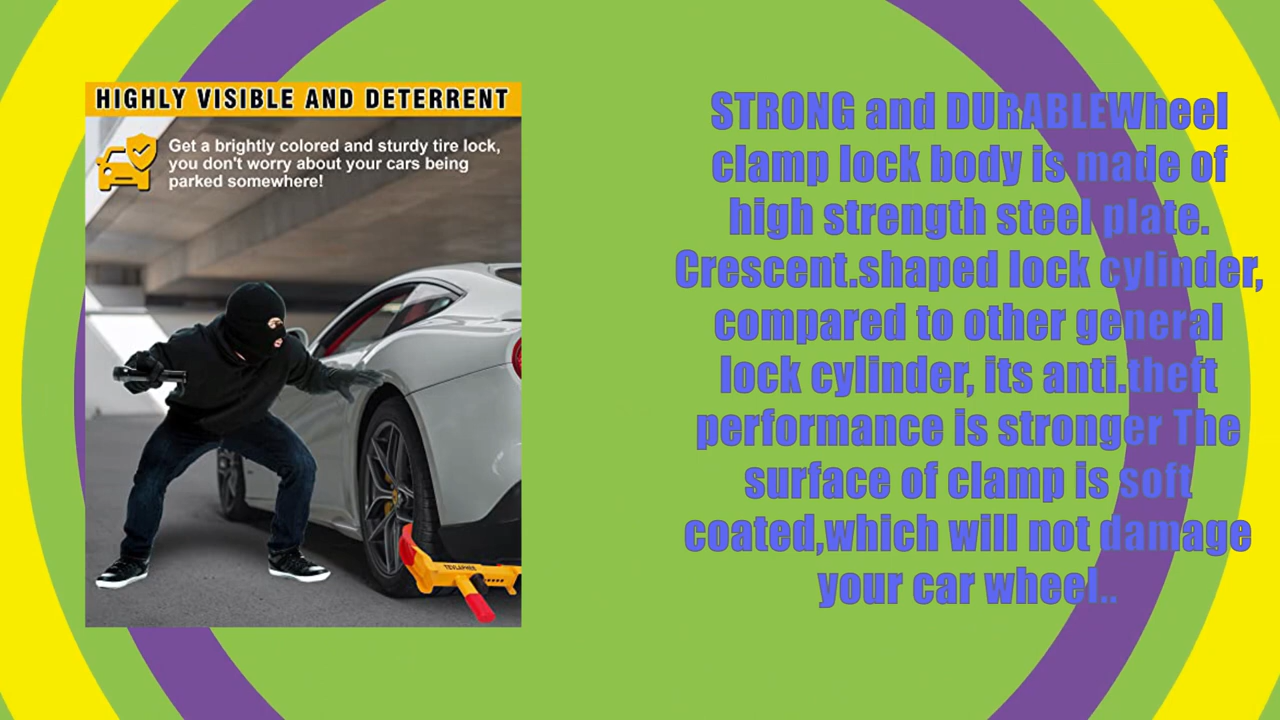 HIGHLY VISIBLE AND DETERRENT
Get a brightly colored and sturdy tire lock,
you don't worry about your cars being
parked somewhere!
TEVLAPHEE
STRONG and DURABLEWheel
clamp lock body is made of
high strength steel plate.
Crescent.shaped lock cylinder,
compared to other general
lock cylinder, its anti.theft
performance is stronger The
surface of clamp is soft
coated,which will not damage
your car wheel..